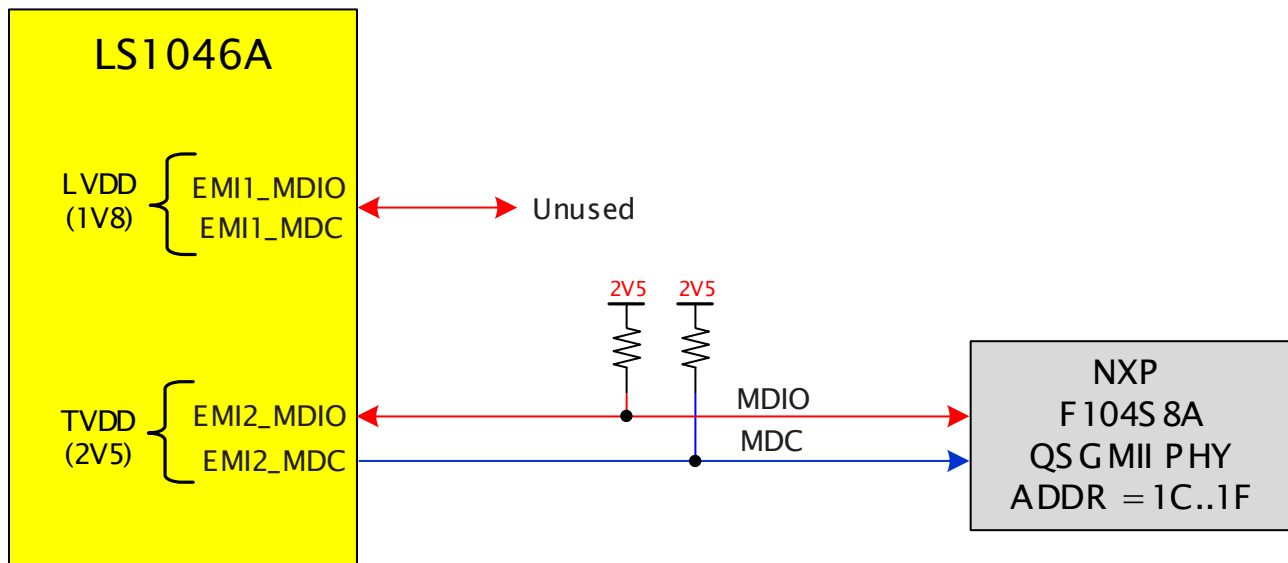 LS1046A
LVDD
(1V8)
EMI1_MDIO
EMI1_MDC
Unused
2V5 2V5
TVDD
(2V5)
EMI2_MDIO
EMI2_MDC
MDIO
MDC
NXP
F104S8A
QSGMII PHY
ADDR = 1C..1F